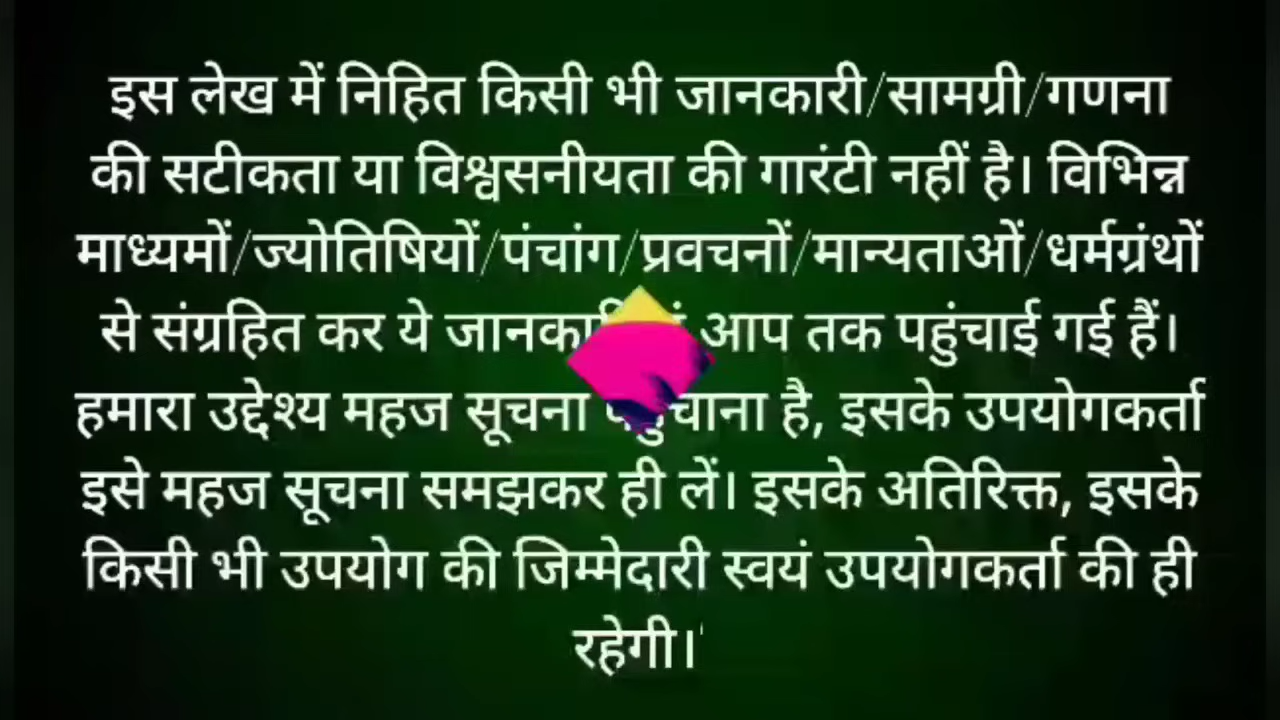 इस लेख में निहित किसी भी जानकारी/सामग्री/गणना
की सटीकता या विश्वसनीयता की गारंटी नहीं है। विभिन्न
माध्यमों/ज्योतिषियों/पंचांग/प्रवचनों/मान्यताओं/धर्मग्रंथों
से संग्रहित कर ये आप तक पहुंचाई गई हैं।
हमारा उद्देश्य महज सूचना है, इसके उपयोगकर्ता
इसे महज सूचना समझकर ही लें। इसके अतिरिक्त, इसके
किसी भी उपयोग की जिम्मेदारी स्वयं उपयोगकर्ता की ही
रहेगी।'